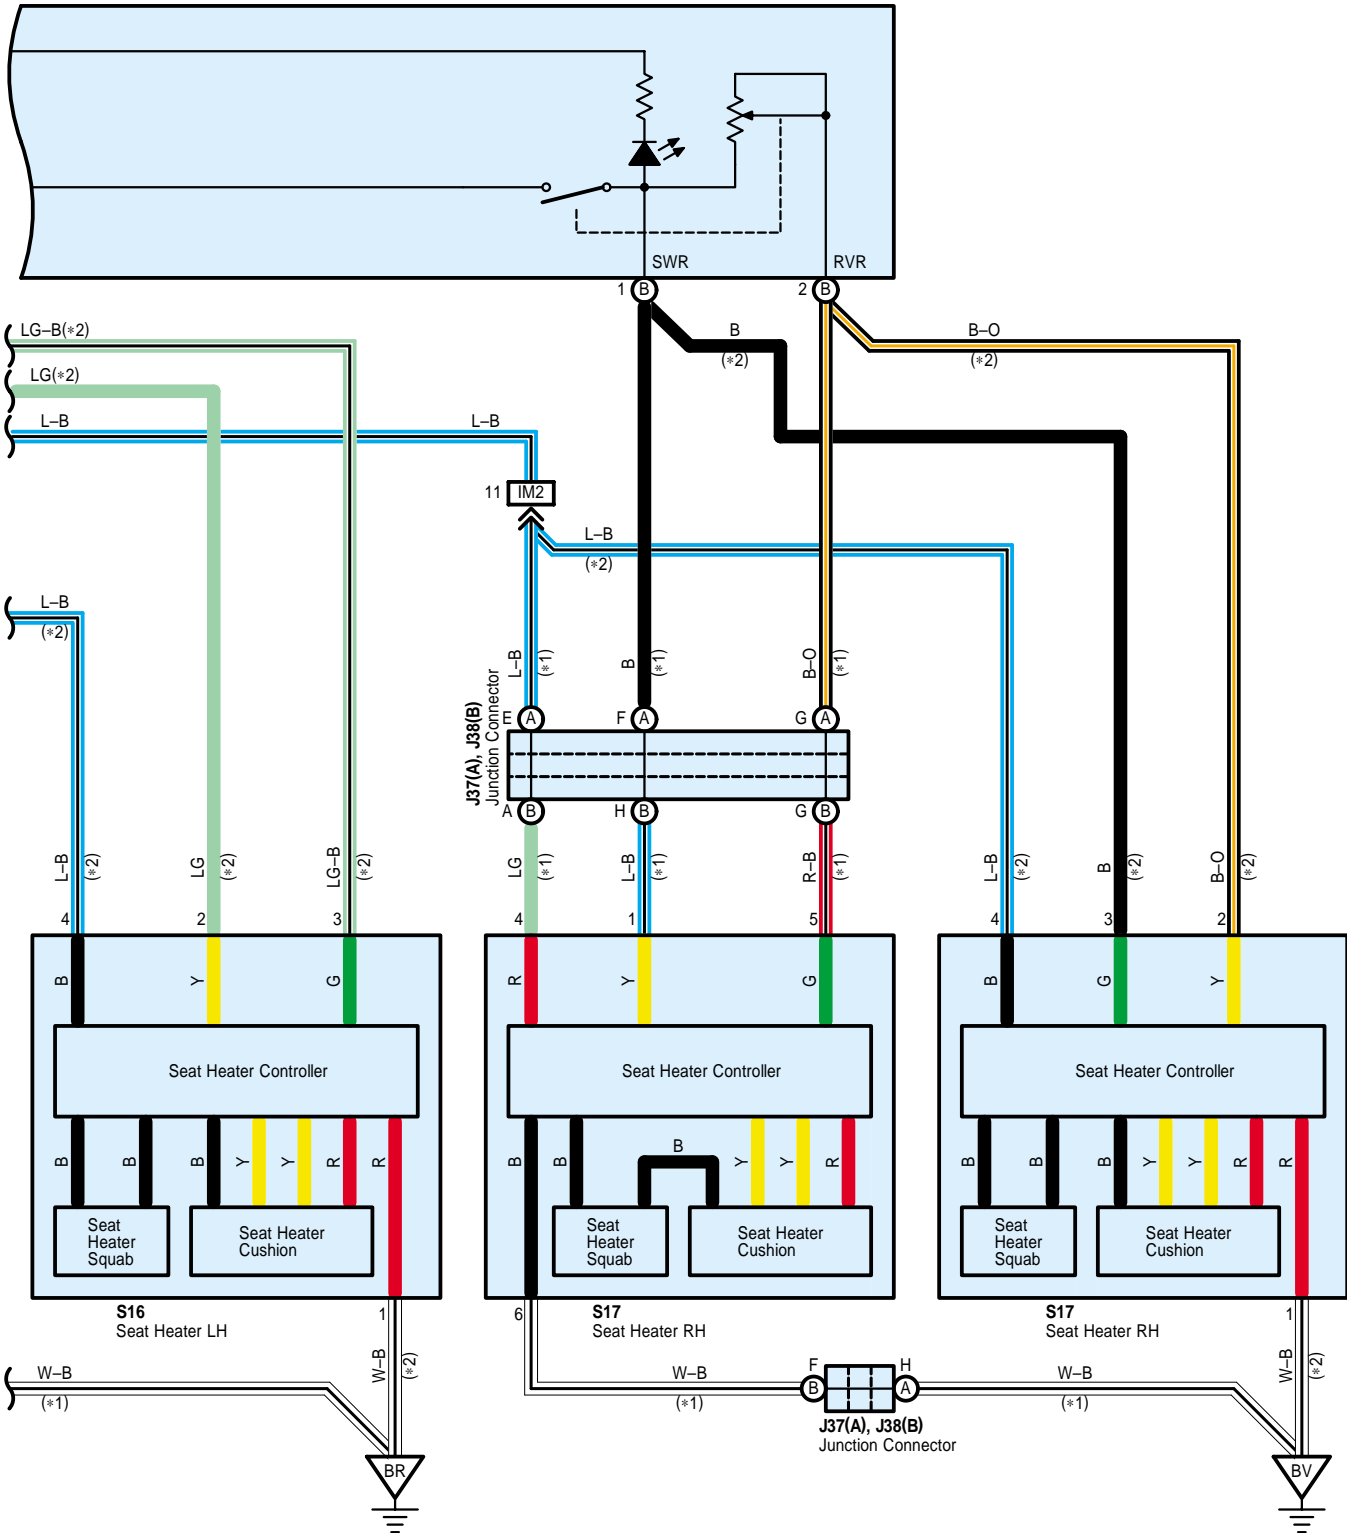 SWR
RVR
1 B
2 B
LG–B(*2)
B
(*2)
B–O
(*2)
LG(*2)
L–B
L–B
11 IM2
L–B
(*2)
L–B
(*2)
L–B
(*1)
B
(*1)
B–O
(*1)
J37(A), J38(B)
Junction Connector
E A
F A
G A
A B
H B
G B
L–B
(*2)
LG
(*2)
LG–B
(*2)
LG
(*1)
L–B
(*1)
R–B
(*1)
L–B
(*2)
B
(*2)
B–O
(*2)
4
2
3
4
1
5
4
3
2
B
Y
G
R
Y
G
B
G
Y
Seat Heater Controller
Seat Heater Controller
Seat Heater Controller
B
B
B
Y
Y
R
R
B
B
B
Y
Y
R
B
B
B
Y
Y
R
R
Seat
Heater
Squab
Seat Heater
Cushion
Seat
Heater
Squab
Seat Heater
Cushion
Seat
Heater
Squab
Seat Heater
Cushion
S16
Seat Heater LH
1
6
S17
Seat Heater RH
S17
Seat Heater RH
1
W–B
(*2)
W–B
(*2)
W–B
(*1)
W–B
(*1)
F
B
H
A
W–B
(*1)
J37(A), J38(B)
Junction Connector
BR
BV